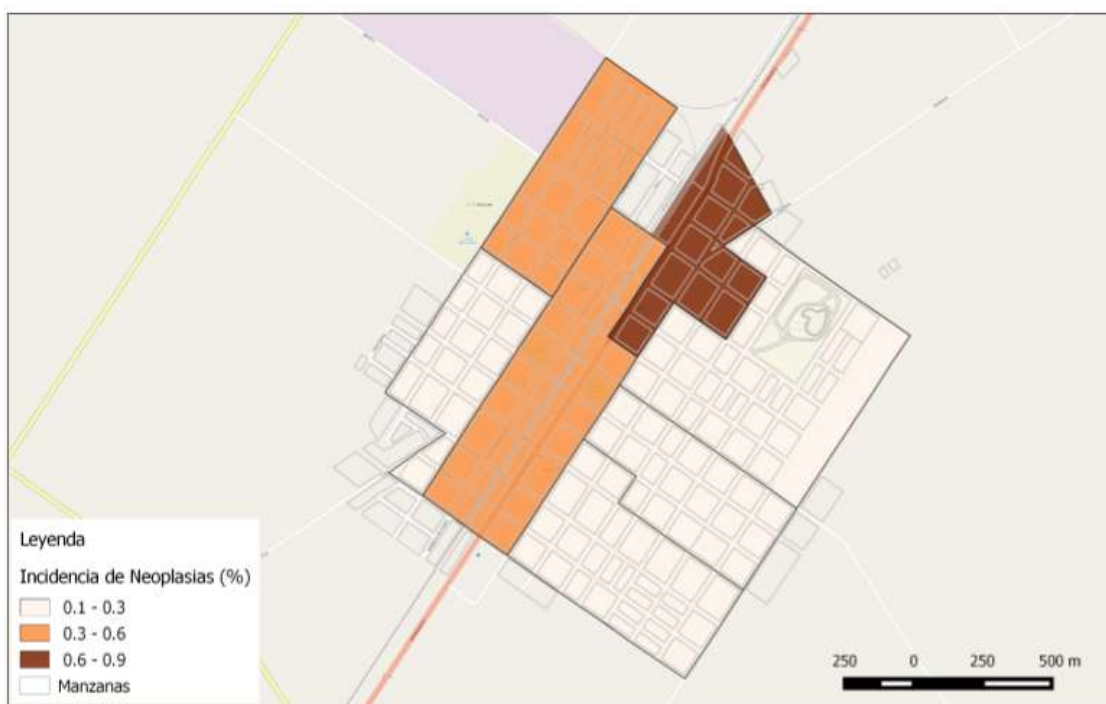 Leyenda
Incidencia de Neoplasias (%)
0.1 - 0.3
0.3 - 0.6
0.6 - 0.9
Manzanas
250 0 250 500 m